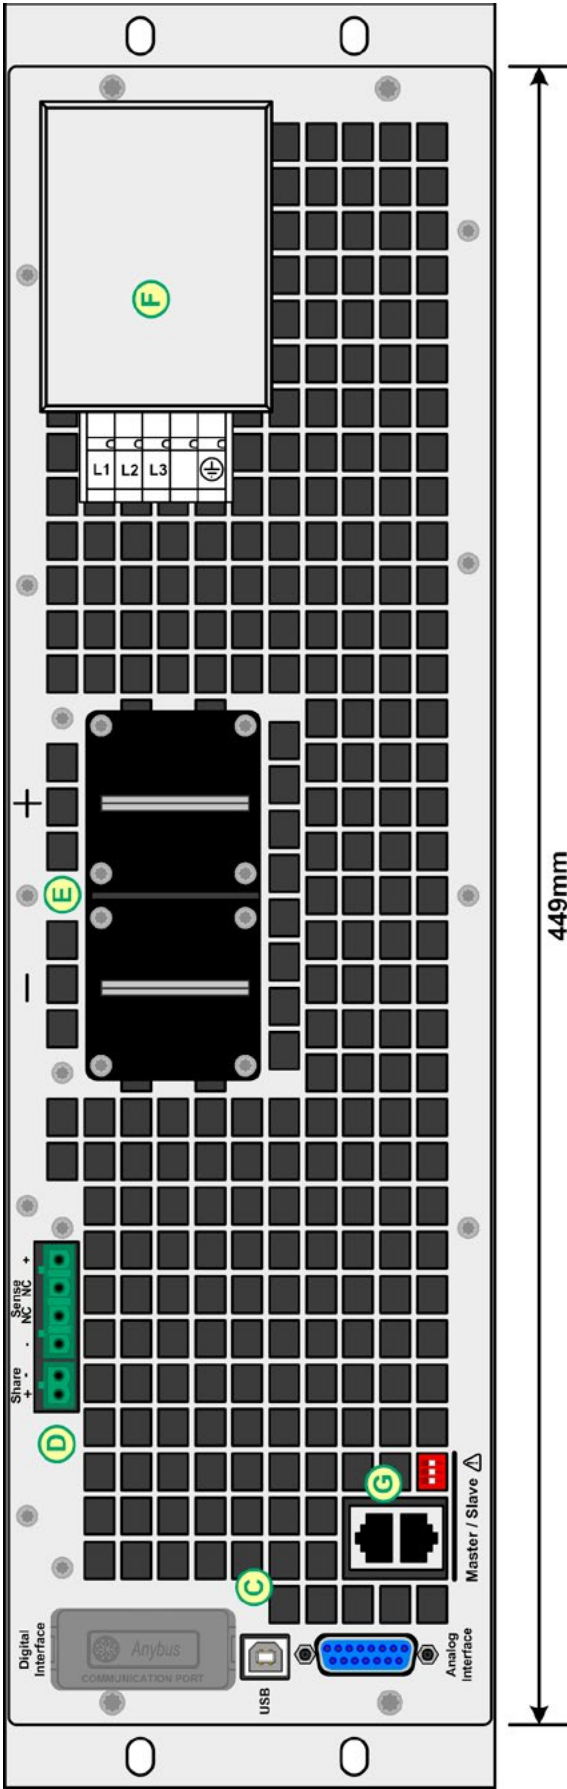 F
L1 L2 L3
+
E
−
449mm
+
NC
Sense
NC
-
Share
+ -
D
G
Master / Slave
C
Digital
Interface
Anybus
COMMUNICATION PORT
USB
Analog
Interface